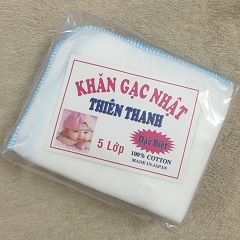 KHĂN GẠC NHẬT
THIÊN THANH
Đặc Biệt
5 Lớp
100% COTTON
MADE IN JAPAN